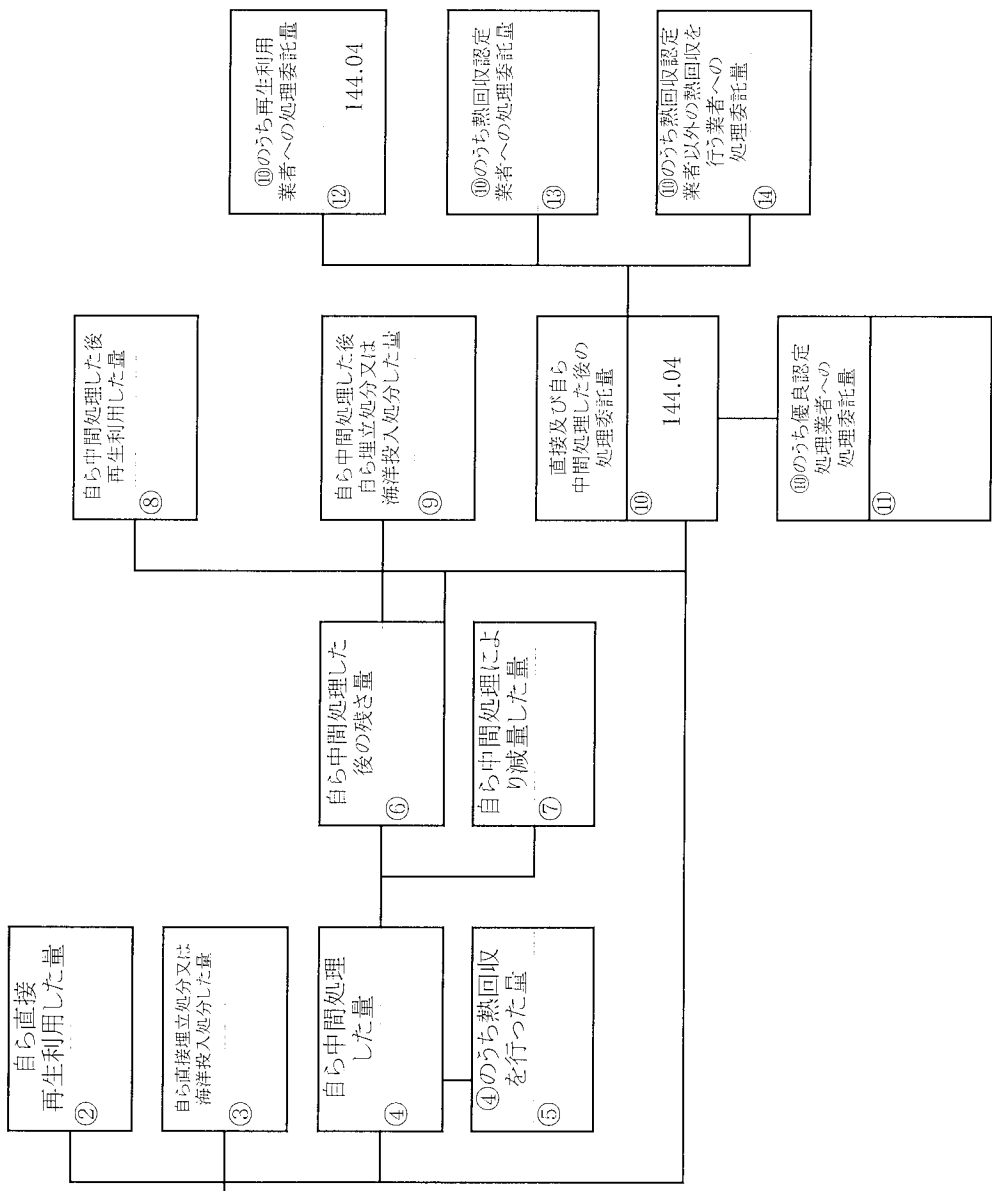 自ら直接
再生利用した量
②
自ら直接埋立処分又は
海洋投入処分した量
③
自ら中間処理
した量
④
④のうち熱回収
を行った量
⑤
自ら中間処理した
後の残さ量
⑥
自ら中間処理によ
り減量した量
⑦
自ら中間処理した後
再生利用した量
⑧
自ら中間処理した後
自ら埋立処分又は
海洋投入処分した量
⑨
直接及び自ら
中間処理した後の
処理委託量
⑩
144.04
⑩のうち優良認定
処理業者への
処理委託量
⑪
⑩のうち再生利用
業者への処理委託量
⑫
144.04
⑩のうち熱回収認定
業者への処理委託量
⑬
⑩のうち熱回収認定
業者以外の熱回収を
行う業者への
処理委託量
⑭